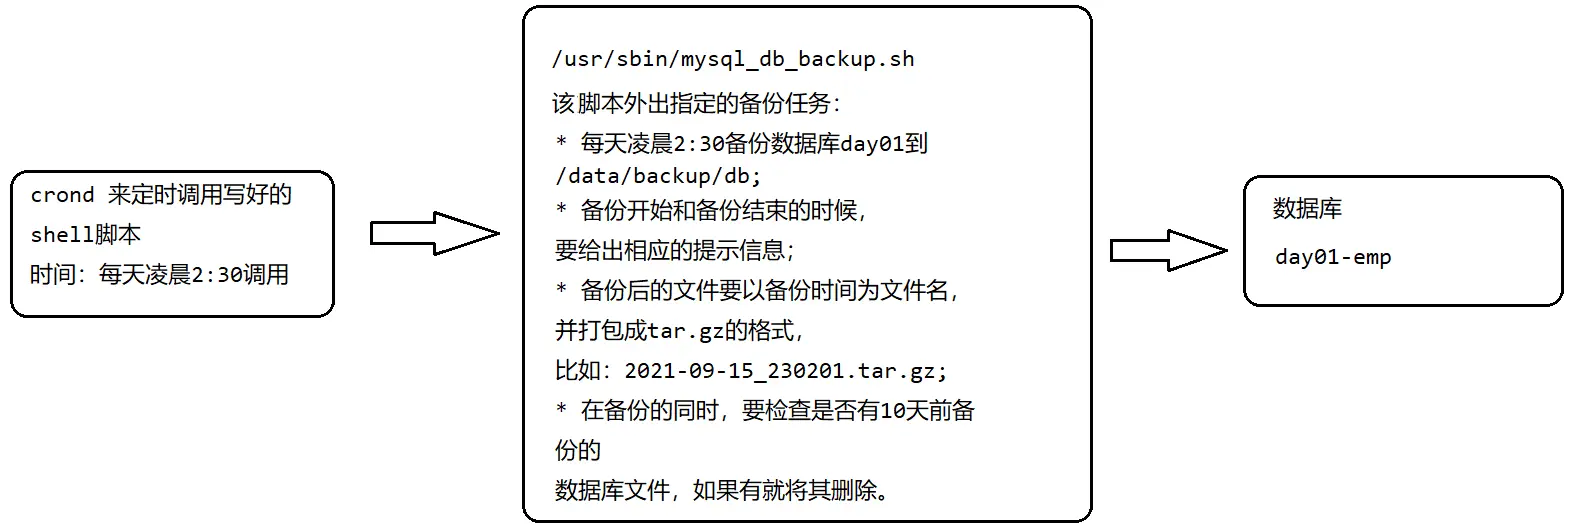 crond 来定时调用写好的
shell脚本
时间：每天凌晨2:30调用
/usr/sbin/mysql_db_backup.sh
该脚本外出指定的备份任务：
* 每天凌晨2:30备份数据库day01到
/data/backup/db;
* 备份开始和备份结束的时候，
要给出相应的提示信息；
* 备份后的文件要以备份时间为文件名，
并打包成tar.gz的格式，
比如：2021-09-15_230201.tar.gz;
* 在备份的同时，要检查是否有10天前备
份的
数据库文件，如果有就将其删除。
数据库
day01-emp